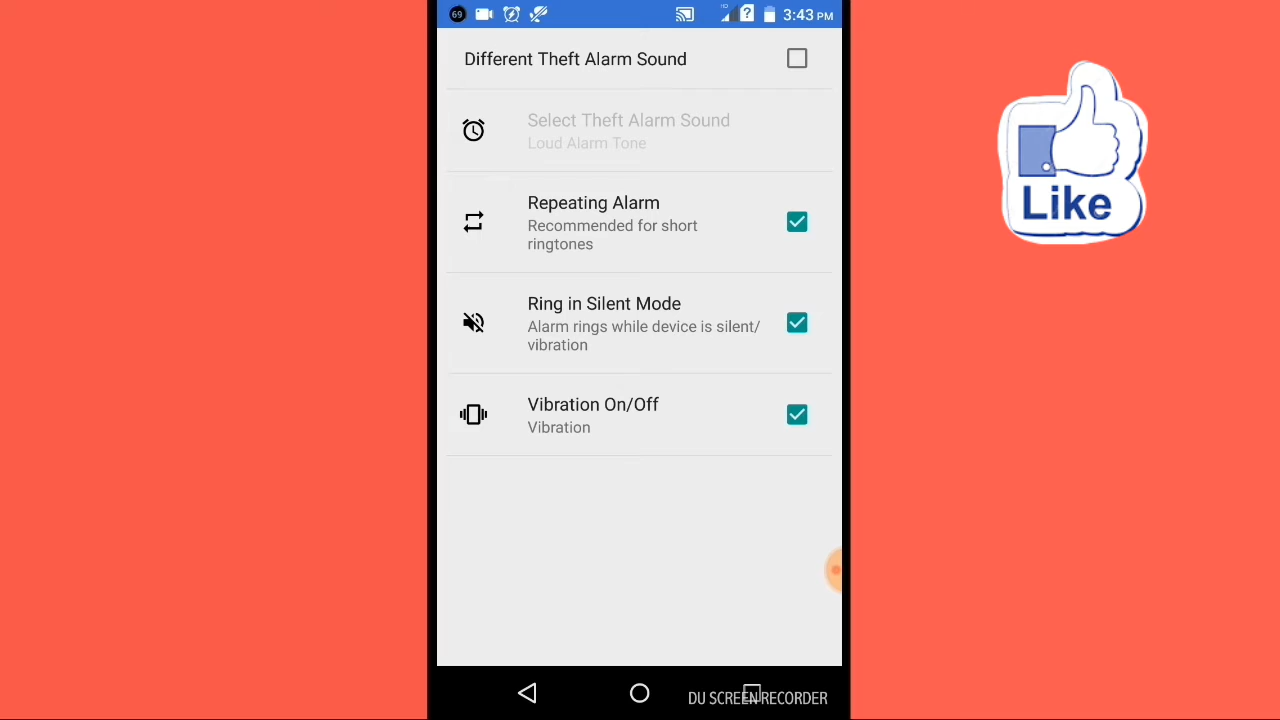 69
HD
?
3:43 PM
Different Theft Alarm Sound
Select Theft Alarm Sound
Loud Alarm Tone
Repeating Alarm
Recommended for short
ringtones
Ring in Silent Mode
Alarm rings while device is silent/
vibration
Vibration On/Off
Vibration
DU SCREEN RECORDER
Like